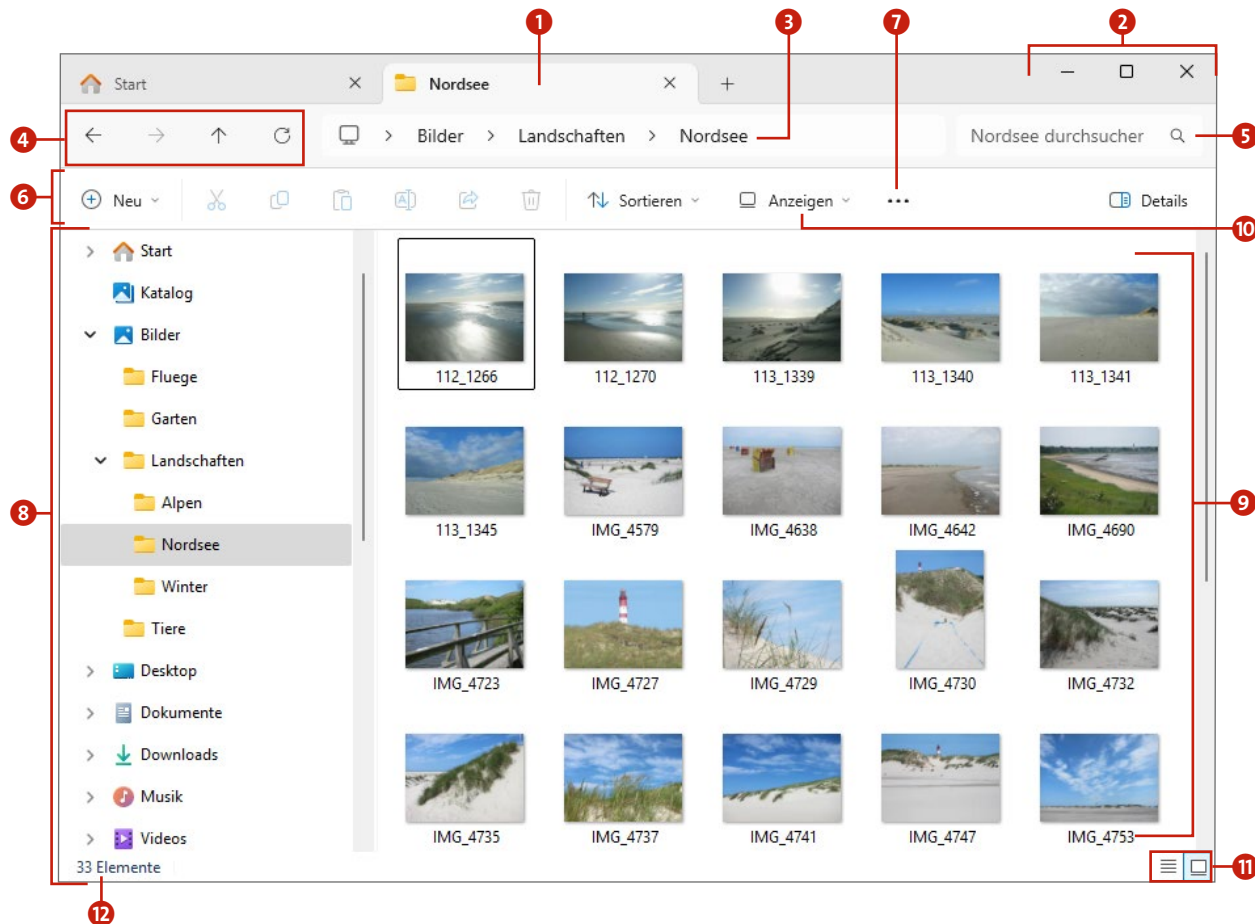 1 3 7 2
Start Nordsee
4 Bilder > Landschaften > Nordsee Nordsee durchsucher 5
6 Neu Sortieren Anzeigen ... Details
10
Start
Katalog
Bilder
Fluege
Garten
Landschaften
Alpen
8
Nordsee
Winter
Tiere
Desktop
Dokumente
Downloads
Musik
Videos
33 Elemente
12
112_1266 112_1270 113_1339 113_1340 113_1341
113_1345 IMG_4579 IMG_4638 IMG_4642 IMG_4690
9
IMG_4723 IMG_4727 IMG_4729 IMG_4730 IMG_4732
IMG_4735 IMG_4737 IMG_4741 IMG_4747 IMG_4753
11